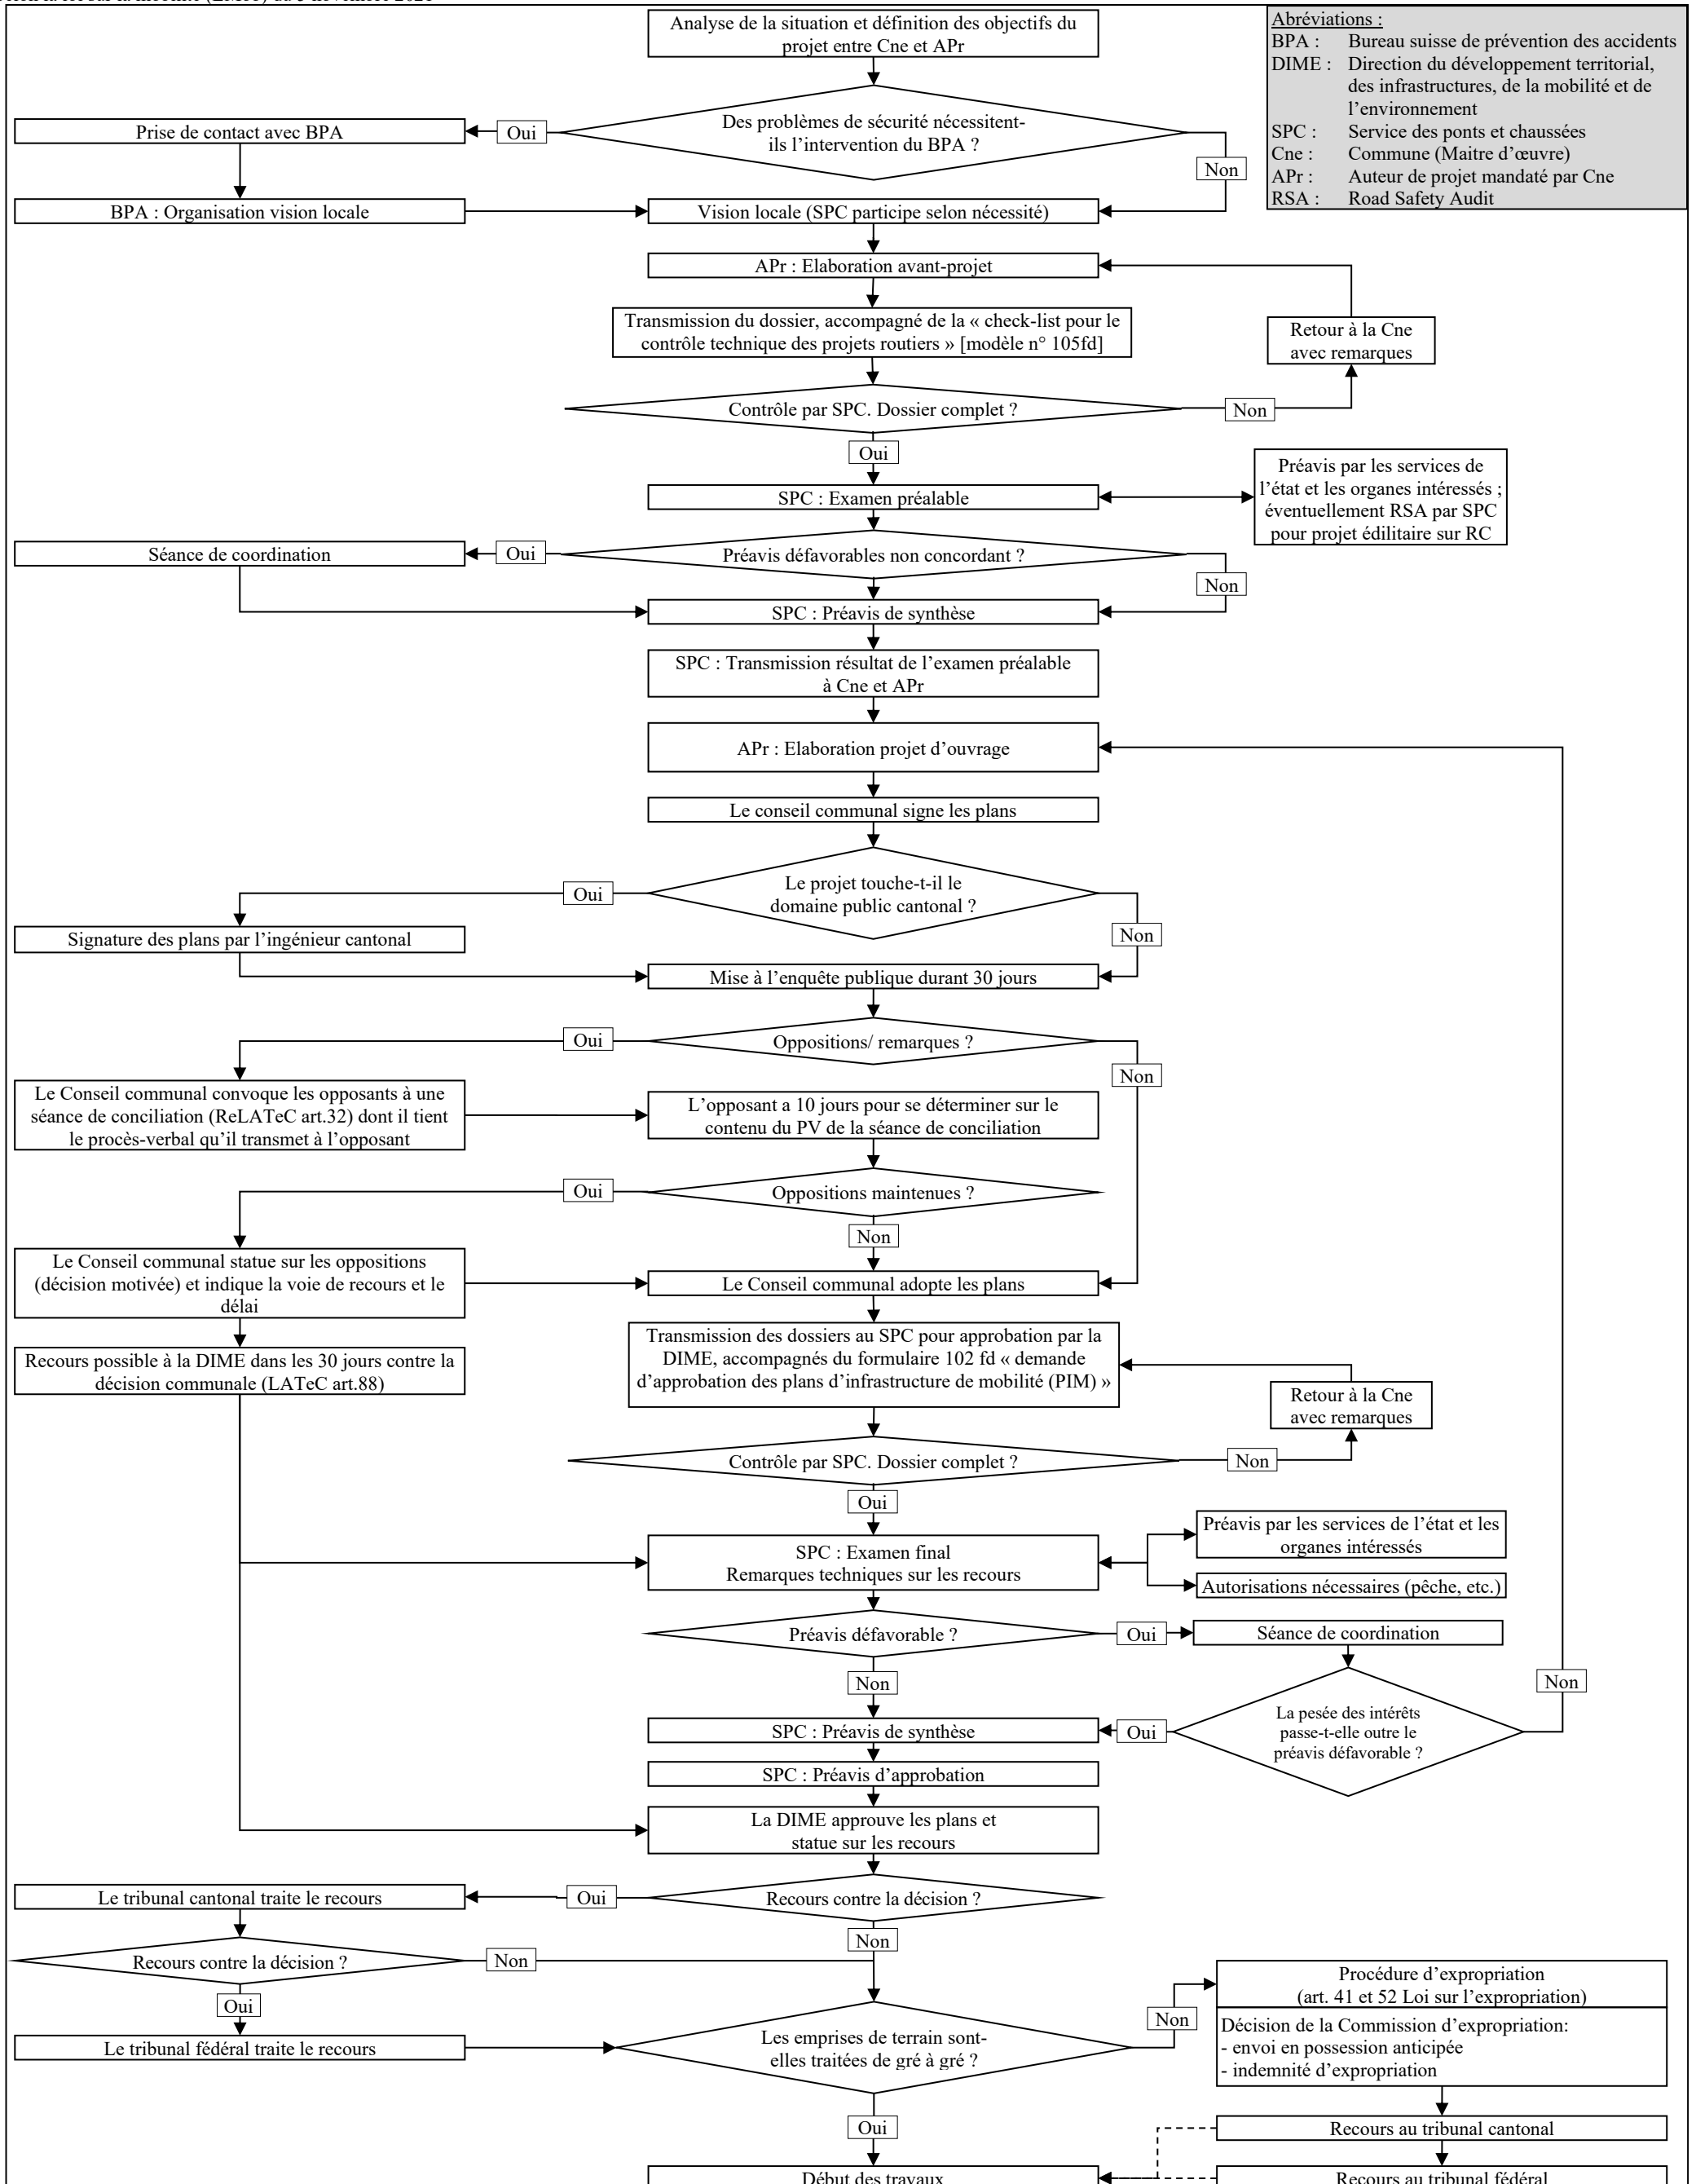 Analyse de la situation et définition des objectifs du
projet entre Cne et APr
Abréviations :
BPA : Bureau suisse de prévention des accidents
DIME : Direction du développement territorial,
des infrastructures, de la mobilité et de
l’environnement
SPC : Service des ponts et chaussées
Cne : Commune (Maitre d’œuvre)
APr : Auteur de projet mandaté par Cne
RSA : Road Safety Audit
Des problèmes de sécurité nécessitent-
ils l’intervention du BPA ?
Oui
Prise de contact avec BPA
Non
BPA : Organisation vision locale
Vision locale (SPC participe selon nécessité)
APr : Elaboration avant-projet
Transmission du dossier, accompagné de la « check-list pour le
contrôle technique des projets routiers » [modèle n° 105fd]
Retour à la Cne
avec remarques
Contrôle par SPC. Dossier complet ?
Non
Oui
SPC : Examen préalable
Préavis par les services de
l’état et les organes intéressés ;
éventuellement RSA par SPC
pour projet édilitaire sur RC
Séance de coordination
Oui
Préavis défavorables non concordant ?
Non
SPC : Préavis de synthèse
SPC : Transmission résultat de l’examen préalable
à Cne et APr
APr : Elaboration projet d’ouvrage
Le conseil communal signe les plans
Le projet touche-t-il le
domaine public cantonal ?
Oui
Non
Signature des plans par l’ingénieur cantonal
Mise à l’enquête publique durant 30 jours
Oppositions/ remarques ?
Oui
Non
Le Conseil communal convoque les opposants à une
séance de conciliation (ReLATeC art.32) dont il tient
le procès-verbal qu’il transmet à l’opposant
L’opposant a 10 jours pour se déterminer sur le
contenu du PV de la séance de conciliation
Oppositions maintenues ?
Oui
Non
Le Conseil communal statue sur les oppositions
(décision motivée) et indique la voie de recours et le
délai
Le Conseil communal adopte les plans
Recours possible à la DIME dans les 30 jours contre la
décision communale (LATeC art.88)
Transmission des dossiers au SPC pour approbation par la
DIME, accompagnés du formulaire 102 fd « demande
d’approbation des plans d’infrastructure de mobilité (PIM) »
Retour à la Cne
avec remarques
Contrôle par SPC. Dossier complet ?
Non
Oui
SPC : Examen final
Remarques techniques sur les recours
Préavis par les services de l’état et les
organes intéressés
Autorisations nécessaires (pêche, etc.)
Préavis défavorable ?
Oui
Séance de coordination
Non
La pesée des intérêts
passe-t-elle outre le
préavis défavorable ?
Non
Oui
SPC : Préavis de synthèse
SPC : Préavis d’approbation
La DIME approuve les plans et
statue sur les recours
Recours contre la décision ?
Oui
Le tribunal cantonal traite le recours
Non
Recours contre la décision ?
Non
Oui
Le tribunal fédéral traite le recours
Les emprises de terrain sont-
elles traitées de gré à gré ?
Non
Procédure d’expropriation
(art. 41 et 52 Loi sur l’expropriation)
Décision de la Commission d’expropriation:
- envoi en possession anticipée
- indemnité d’expropriation
Oui
Recours au tribunal cantonal
Début des travaux
Recours au tribunal fédéral